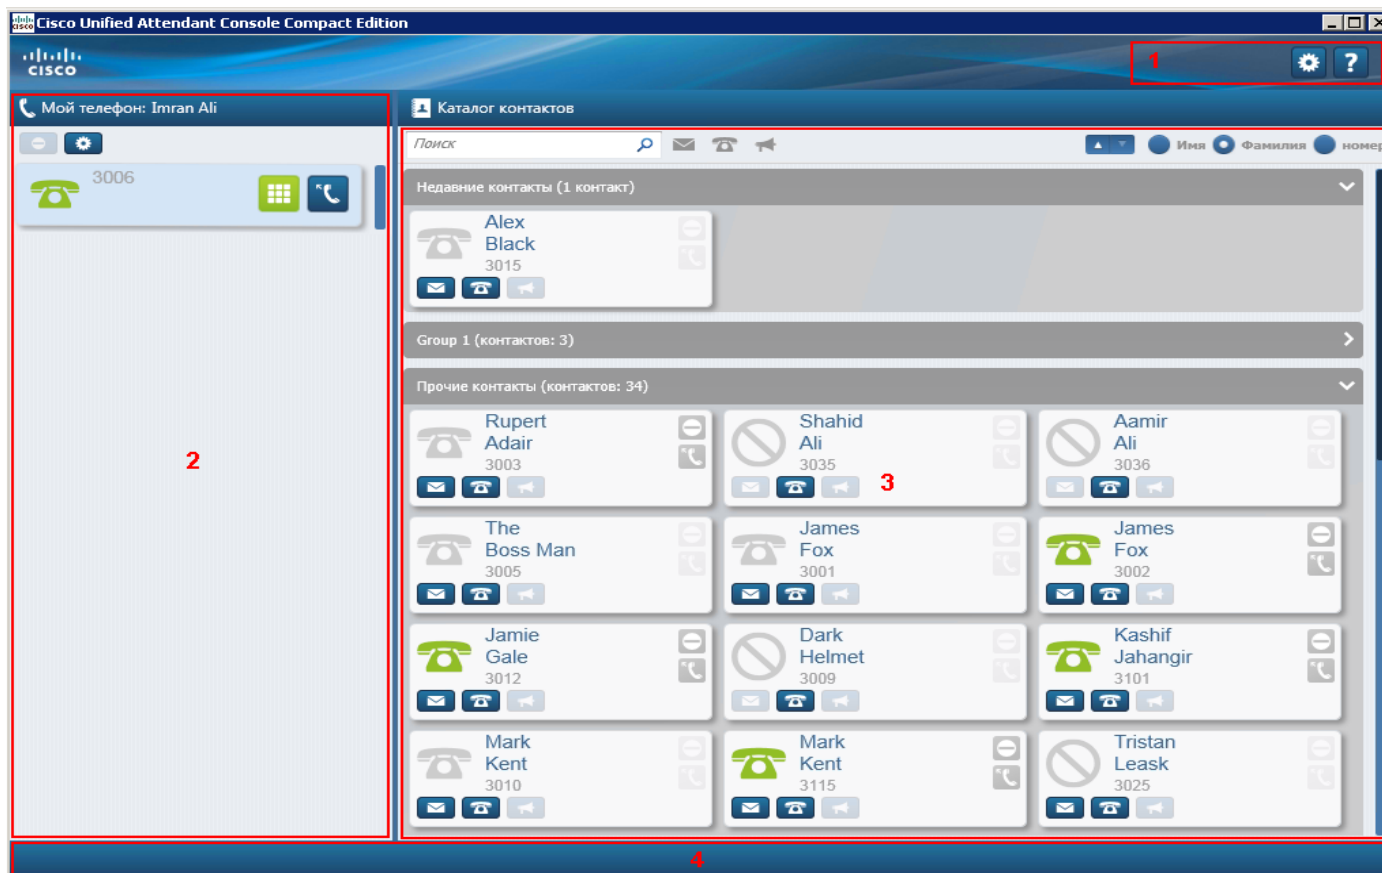 Cisco Unified Attendant Console Compact Edition
CISCO
1
?
Мой телефон: Imran Ali
Каталог контактов
3006
2
Поиск
Имя
Фамилия
номер
Недавние контакты (1 контакт)
Alex
Black
3015
Group 1 (контактов: 3)
Прочие контакты (контактов: 34)
Rupert
Adair
3003
Shahid
Ali
3035
3
Aamir
Ali
3036
The
Boss Man
3005
James
Fox
3001
James
Fox
3002
Jamie
Gale
3012
Dark
Helmet
3009
Kashif
Jahangir
3101
Mark
Kent
3010
Mark
Kent
3115
Tristan
Leask
3025
4